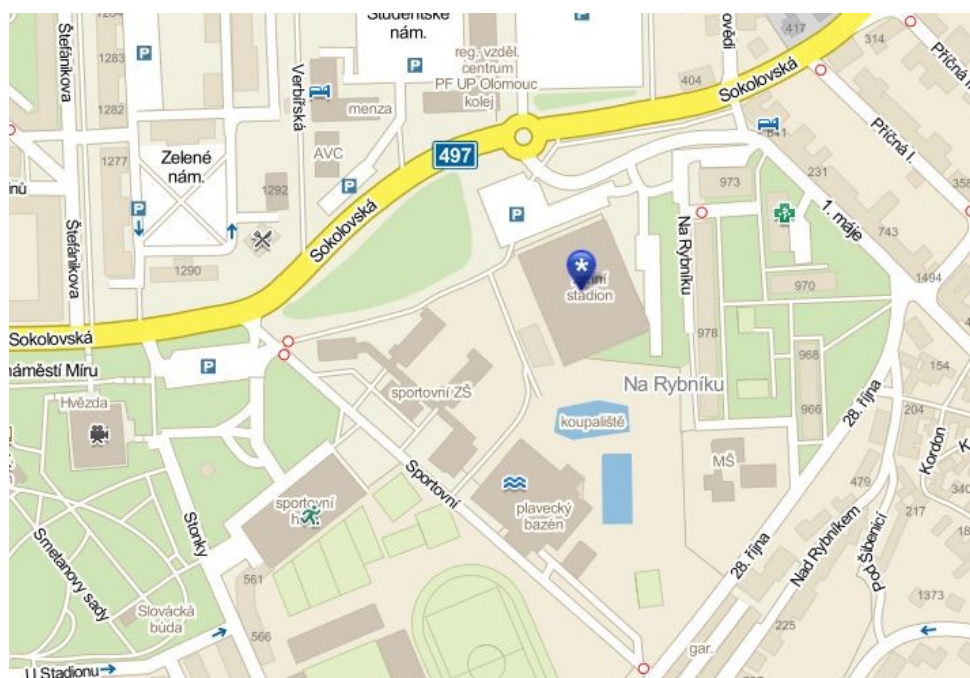 Studentské
nám.
reg. vzděl.
centrum
PF UP Olomouc
kolej
menza
AVC
Verbířská
Štefánikova
1283
1282
1277
Zelené
nám.
1292
1290
497
Sokolovská
Sokolovská
Sokolovská
417
314
404
Příčná I.
358
231
743
1. máje
1494
973
970
978
968
966
Na Rybníku
Na Rybníku
stadion
Štefánikova
náměstí Míru
Hvězda
sportovní ZŠ
koupaliště
plavecký
bazén
MŠ
Sportovní
sportovní
Stonky
Smetanovy sady
Slovácká
búda
561
566
U Stadionu
28. října
28. října
154
204
Kordon
340
479
217
Nad Rybníkem
Pod Šibenicí
1373
225
gar.